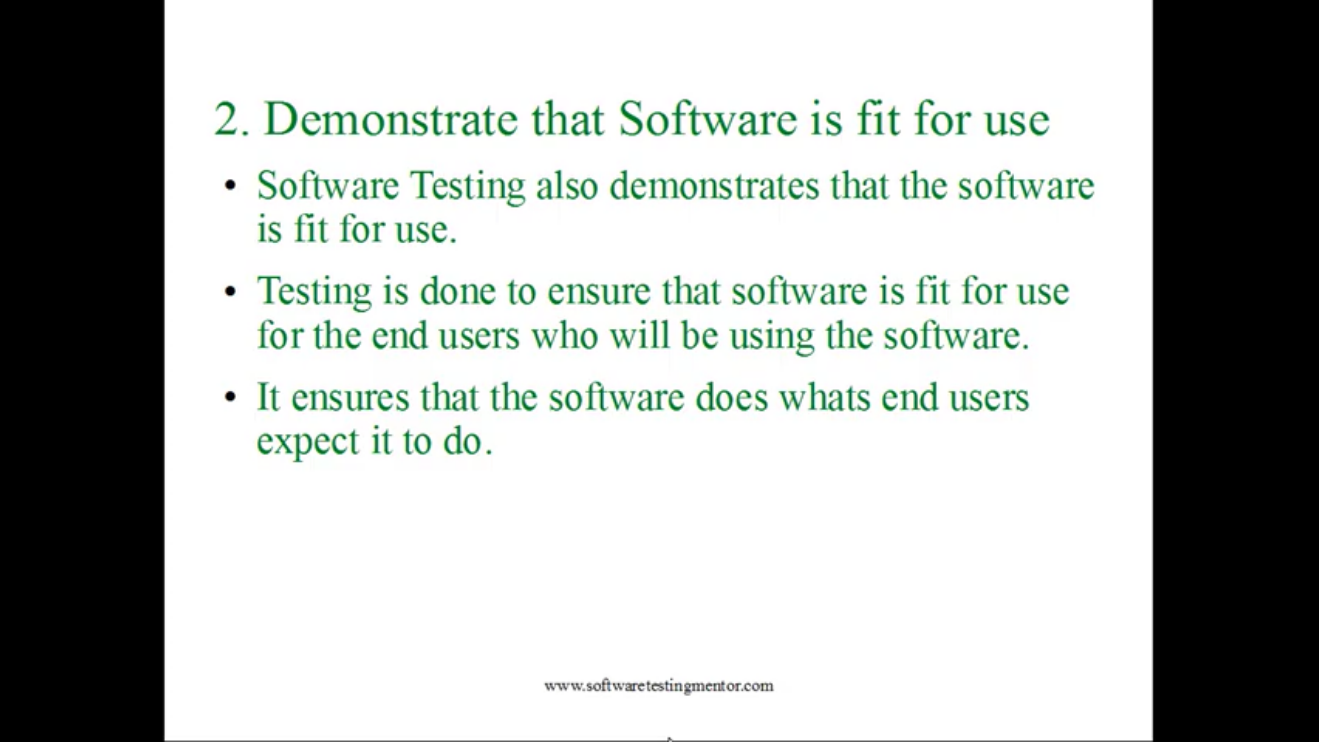 2. Demonstrate that Software is fit for use
• Software Testing also demonstrates that the software
is fit for use.
• Testing is done to ensure that software is fit for use
for the end users who will be using the software.
• It ensures that the software does whats end users
expect it to do.
www.softwaretestingmentor.com